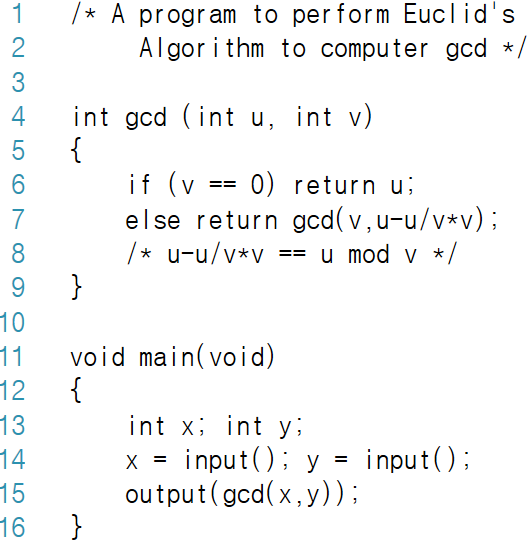 1 /* A program to perform Euclid's
2 Algorithm to computer gcd */
3
4 int gcd (int u, int v)
5 {
6 if (v == 0) return u;
7 else return gcd(v,u-u/v*v);
8 /* u-u/v*v == u mod v */
9 }
10
11 void main(void)
12 {
13 int x; int y;
14 x = input(); y = input();
15 output(gcd(x,y));
16 }